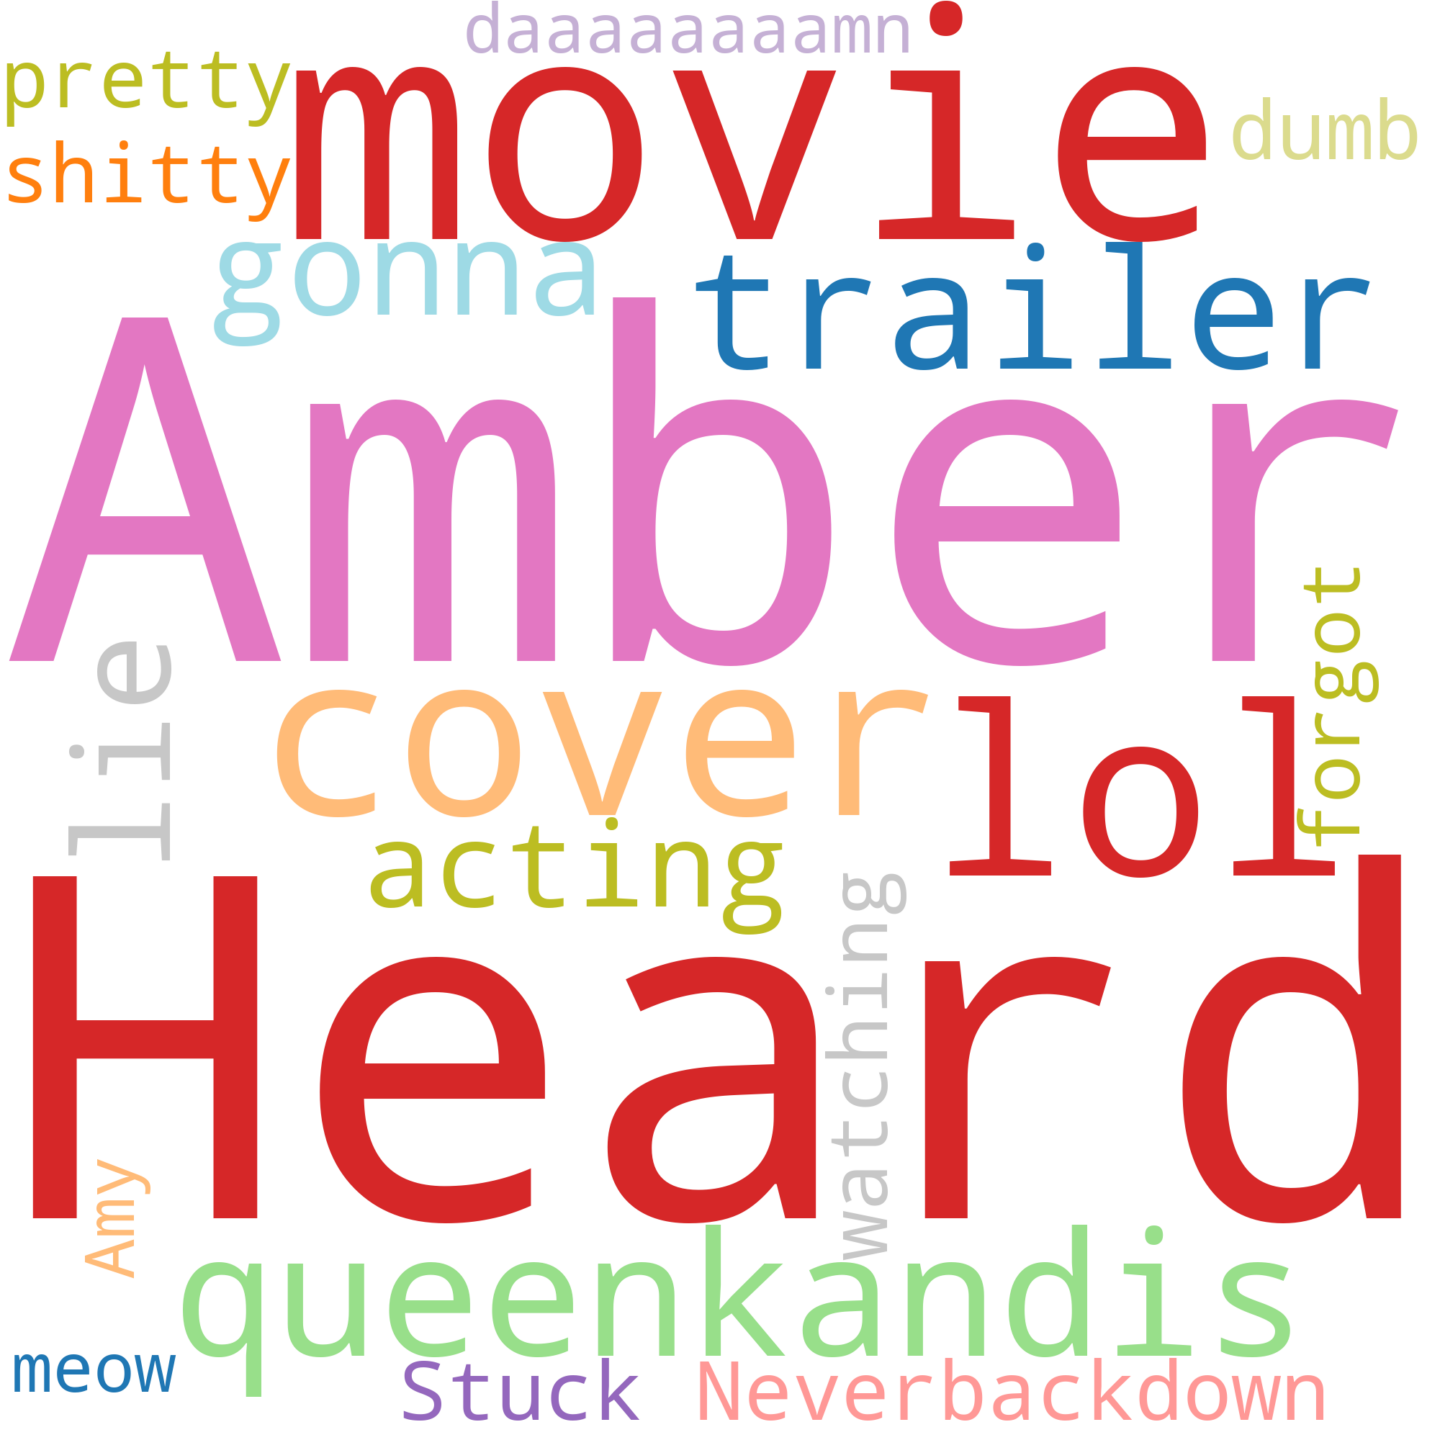 daaaaaaaamn
pretty
movie
dumb
shitty
gonna
trailer
Amber
forgot
lie
cover
lol
acting
watching
Heard
Amy
queenkandis
meow
Stuck
Neverbackdown